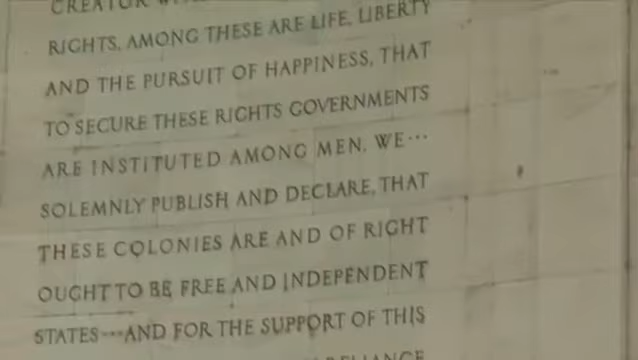 CREATOR
RIGHTS, AMONG THESE ARE LIFE, LIBERTY
AND THE PURSUIT OF HAPPINESS, THAT
TO SECURE THESE RIGHTS GOVERNMENTS
ARE INSTITUTED AMONG MEN. WE···
SOLEMNLY PUBLISH AND DECLARE, THAT
THESE COLONIES ARE AND OF RIGHT
OUGHT TO BE FREE AND INDEPENDENT
STATES···AND FOR THE SUPPORT OF THIS